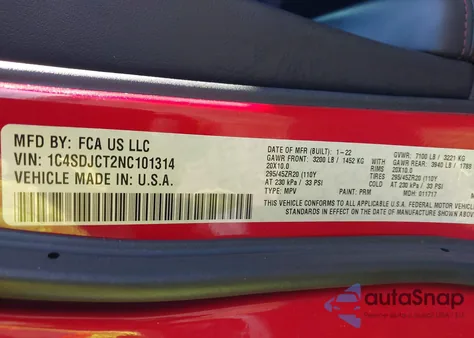 MFD BY: FCA US LLC
VIN: 1C4SDJCT2NC101314
VEHICLE MADE IN: U.S.A.
DATE OF MFR (BUILT): 1-22
GVWR: 7100 LB / 3221 KG
GAWR FRONT: 3200 LB / 1452 KG
GAWR REAR: 3940 LB / 1788
20X10.0
20X10.0
295/45ZR20 (110Y
TIRES
295/45ZR20 (110Y
AT 230 kPa / 33 PSI
COLD
AT 230 kPa / 33 PSI
TYPE: MPV
PAINT: PRM
MDH: 011717
THIS VEHICLE CONFORMS TO ALL APPLICABLE U.S.A. FEDERAL MOTOR VEHICLE
STANDARDS IN EFFECT ON THE DATE OF MANUFACTURE SHOWN
autoSnap